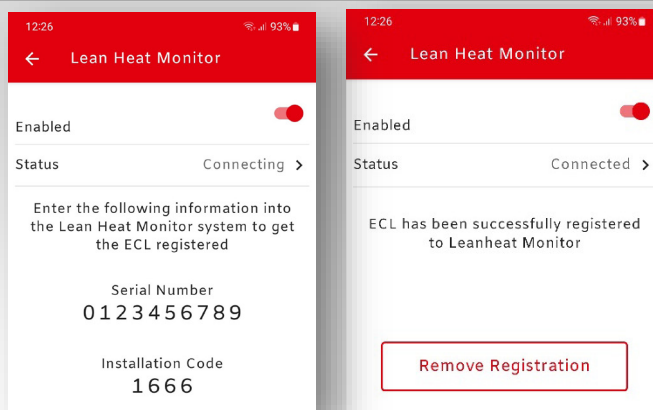 12:26 93%
Lean Heat Monitor
Enabled
Status Connecting
Enter the following information into
the Lean Heat Monitor system to get
the ECL registered
Serial Number
0123456789
Installation Code
1666
12:26 93%
Lean Heat Monitor
Enabled
Status Connected
ECL has been successfully registered
to Leanheat Monitor
Remove Registration